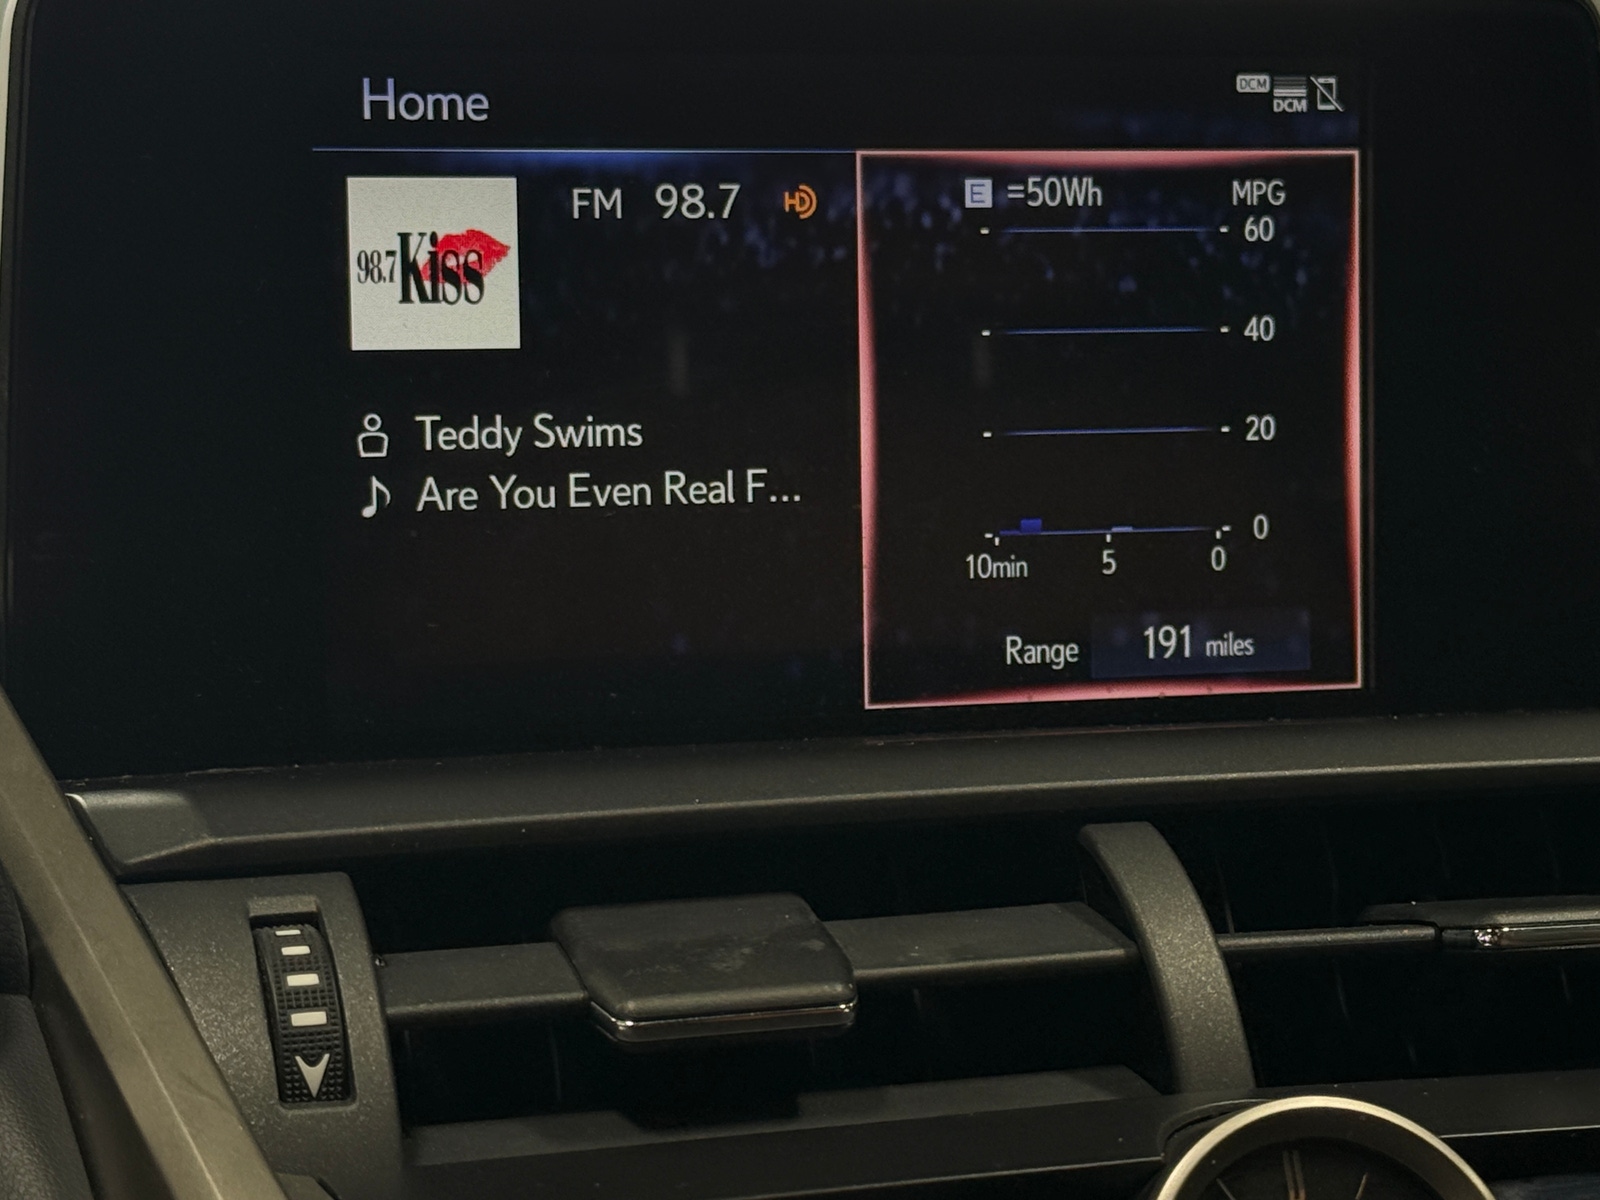 Home
DCM
DCM
98.7 Kiss
FM 98.7 HD
Teddy Swims
Are You Even Real F...
E =50Wh MPG
60
40
20
0
10min 5 0
Range 191 miles